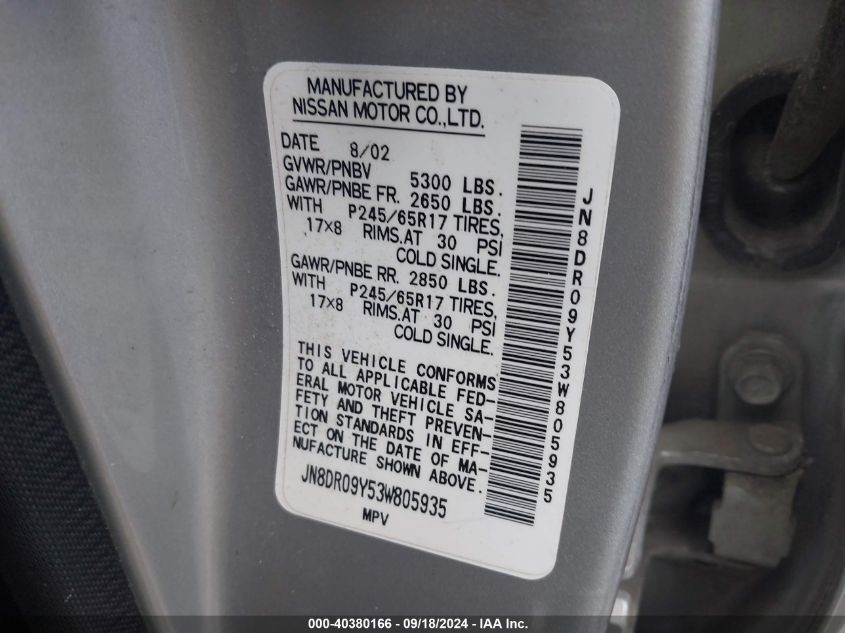 MANUFACTURED BY
NISSAN MOTOR CO.,LTD.
DATE 8/02
GVWR/PNBV 5300 LBS.
GAWR/PNBE FR. 2650 LBS.
WITH P245/65R17 TIRES,
17×8 RIMS.AT 30 PSI
COLD SINGLE.
GAWR/PNBE RR. 2850 LBS.
WITH P245/65R17 TIRES,
17×8 RIMS.AT 30 PSI
COLD SINGLE.
THIS VEHICLE CONFORMS
TO ALL APPLICABLE FED-
ERAL MOTOR VEHICLE SA-
FETY AND THEFT PREVEN-
TION STANDARDS IN EFF-
ECT ON THE DATE OF MA-
NUFACTURE SHOWN ABOVE.
JN8DR09Y53W805935
MPV
JN8DR09Y53W805935
000-40380166 - 09/18/2024 - IAA Inc.